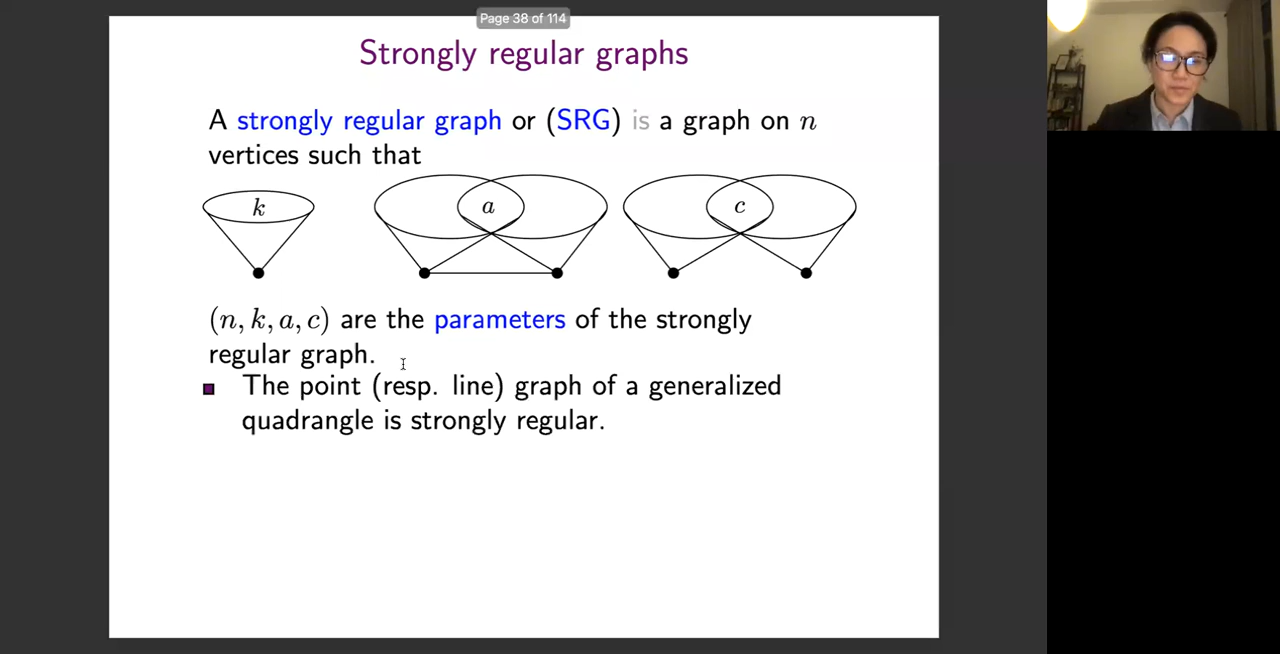 Page 38 of 114
Strongly regular graphs
A strongly regular graph or (SRG) is a graph on n
vertices such that
k
a
c
(n, k, a, c) are the parameters of the strongly
regular graph.
The point (resp. line) graph of a generalized
quadrangle is strongly regular.